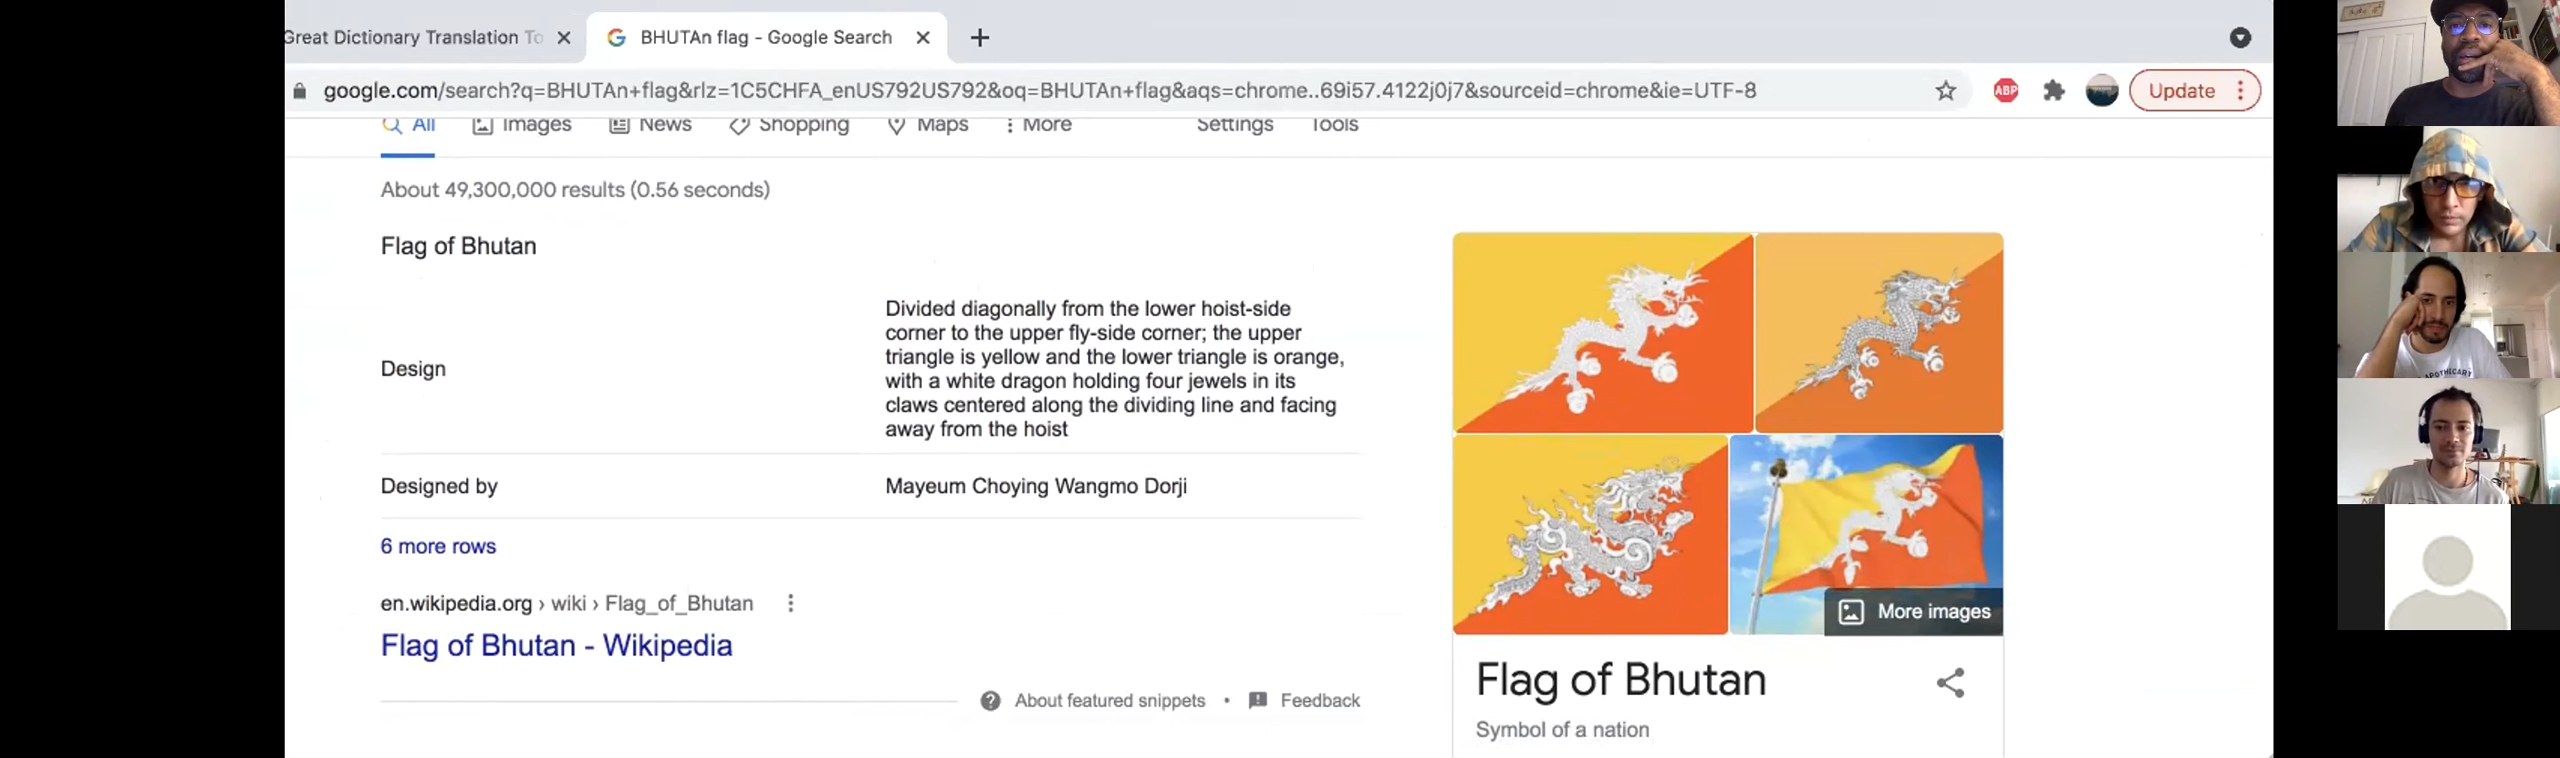 Great Dictionary Translation To
BHUTAn flag - Google Search
google.com/search?q=BHUTAn+flag&rlz=1C5CHFA_enUS792US792&oq=BHUTAn+flag&aqs=chrome..69i57.4122j0j7&sourceid=chrome&ie=UTF-8
ABP
Update
All
Images
News
Shopping
Maps
More
Settings
Tools
About 49,300,000 results (0.56 seconds)
Flag of Bhutan
Design
Divided diagonally from the lower hoist-side
corner to the upper fly-side corner; the upper
triangle is yellow and the lower triangle is orange,
with a white dragon holding four jewels in its
claws centered along the dividing line and facing
away from the hoist
Designed by
Mayeum Choying Wangmo Dorji
6 more rows
en.wikipedia.org › wiki › Flag_of_Bhutan
Flag of Bhutan - Wikipedia
About featured snippets • Feedback
More images
Flag of Bhutan
Symbol of a nation
APOTHECARY